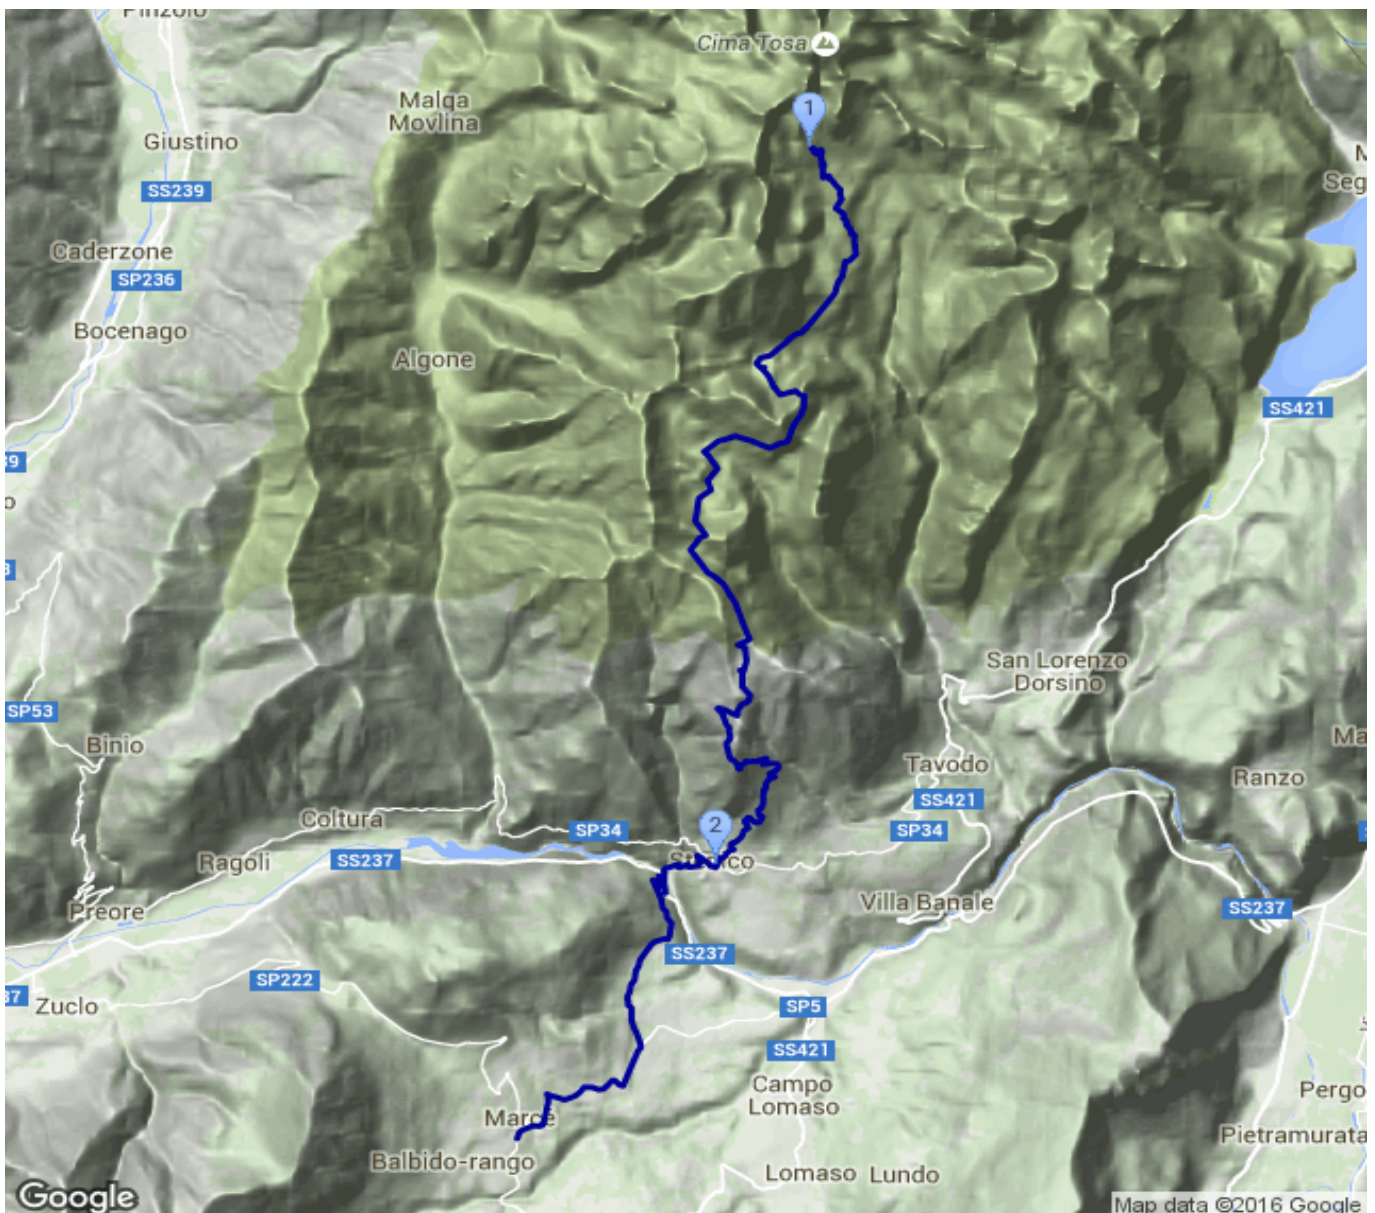 Pinzolo
Cima Tosa
1
Malga
Movlina
Giustino
SS239
Caderzone
SP236
Bocenago
Algone
SS421
San Lorenzo
Dorsino
SP53
Binio
Tavodo
Ranzo
SS421
Coltura
SP34
2
SP34
Ragoli
SS237
Villa Banale
Preore
SS237
SS237
SP222
Zuclo
SP5
SS421
Campo
Lomaso
Marcè
Pergo
Pietramurata
Balbido-rango
Lomaso
Lundo
Google
Map data ©2016 Google